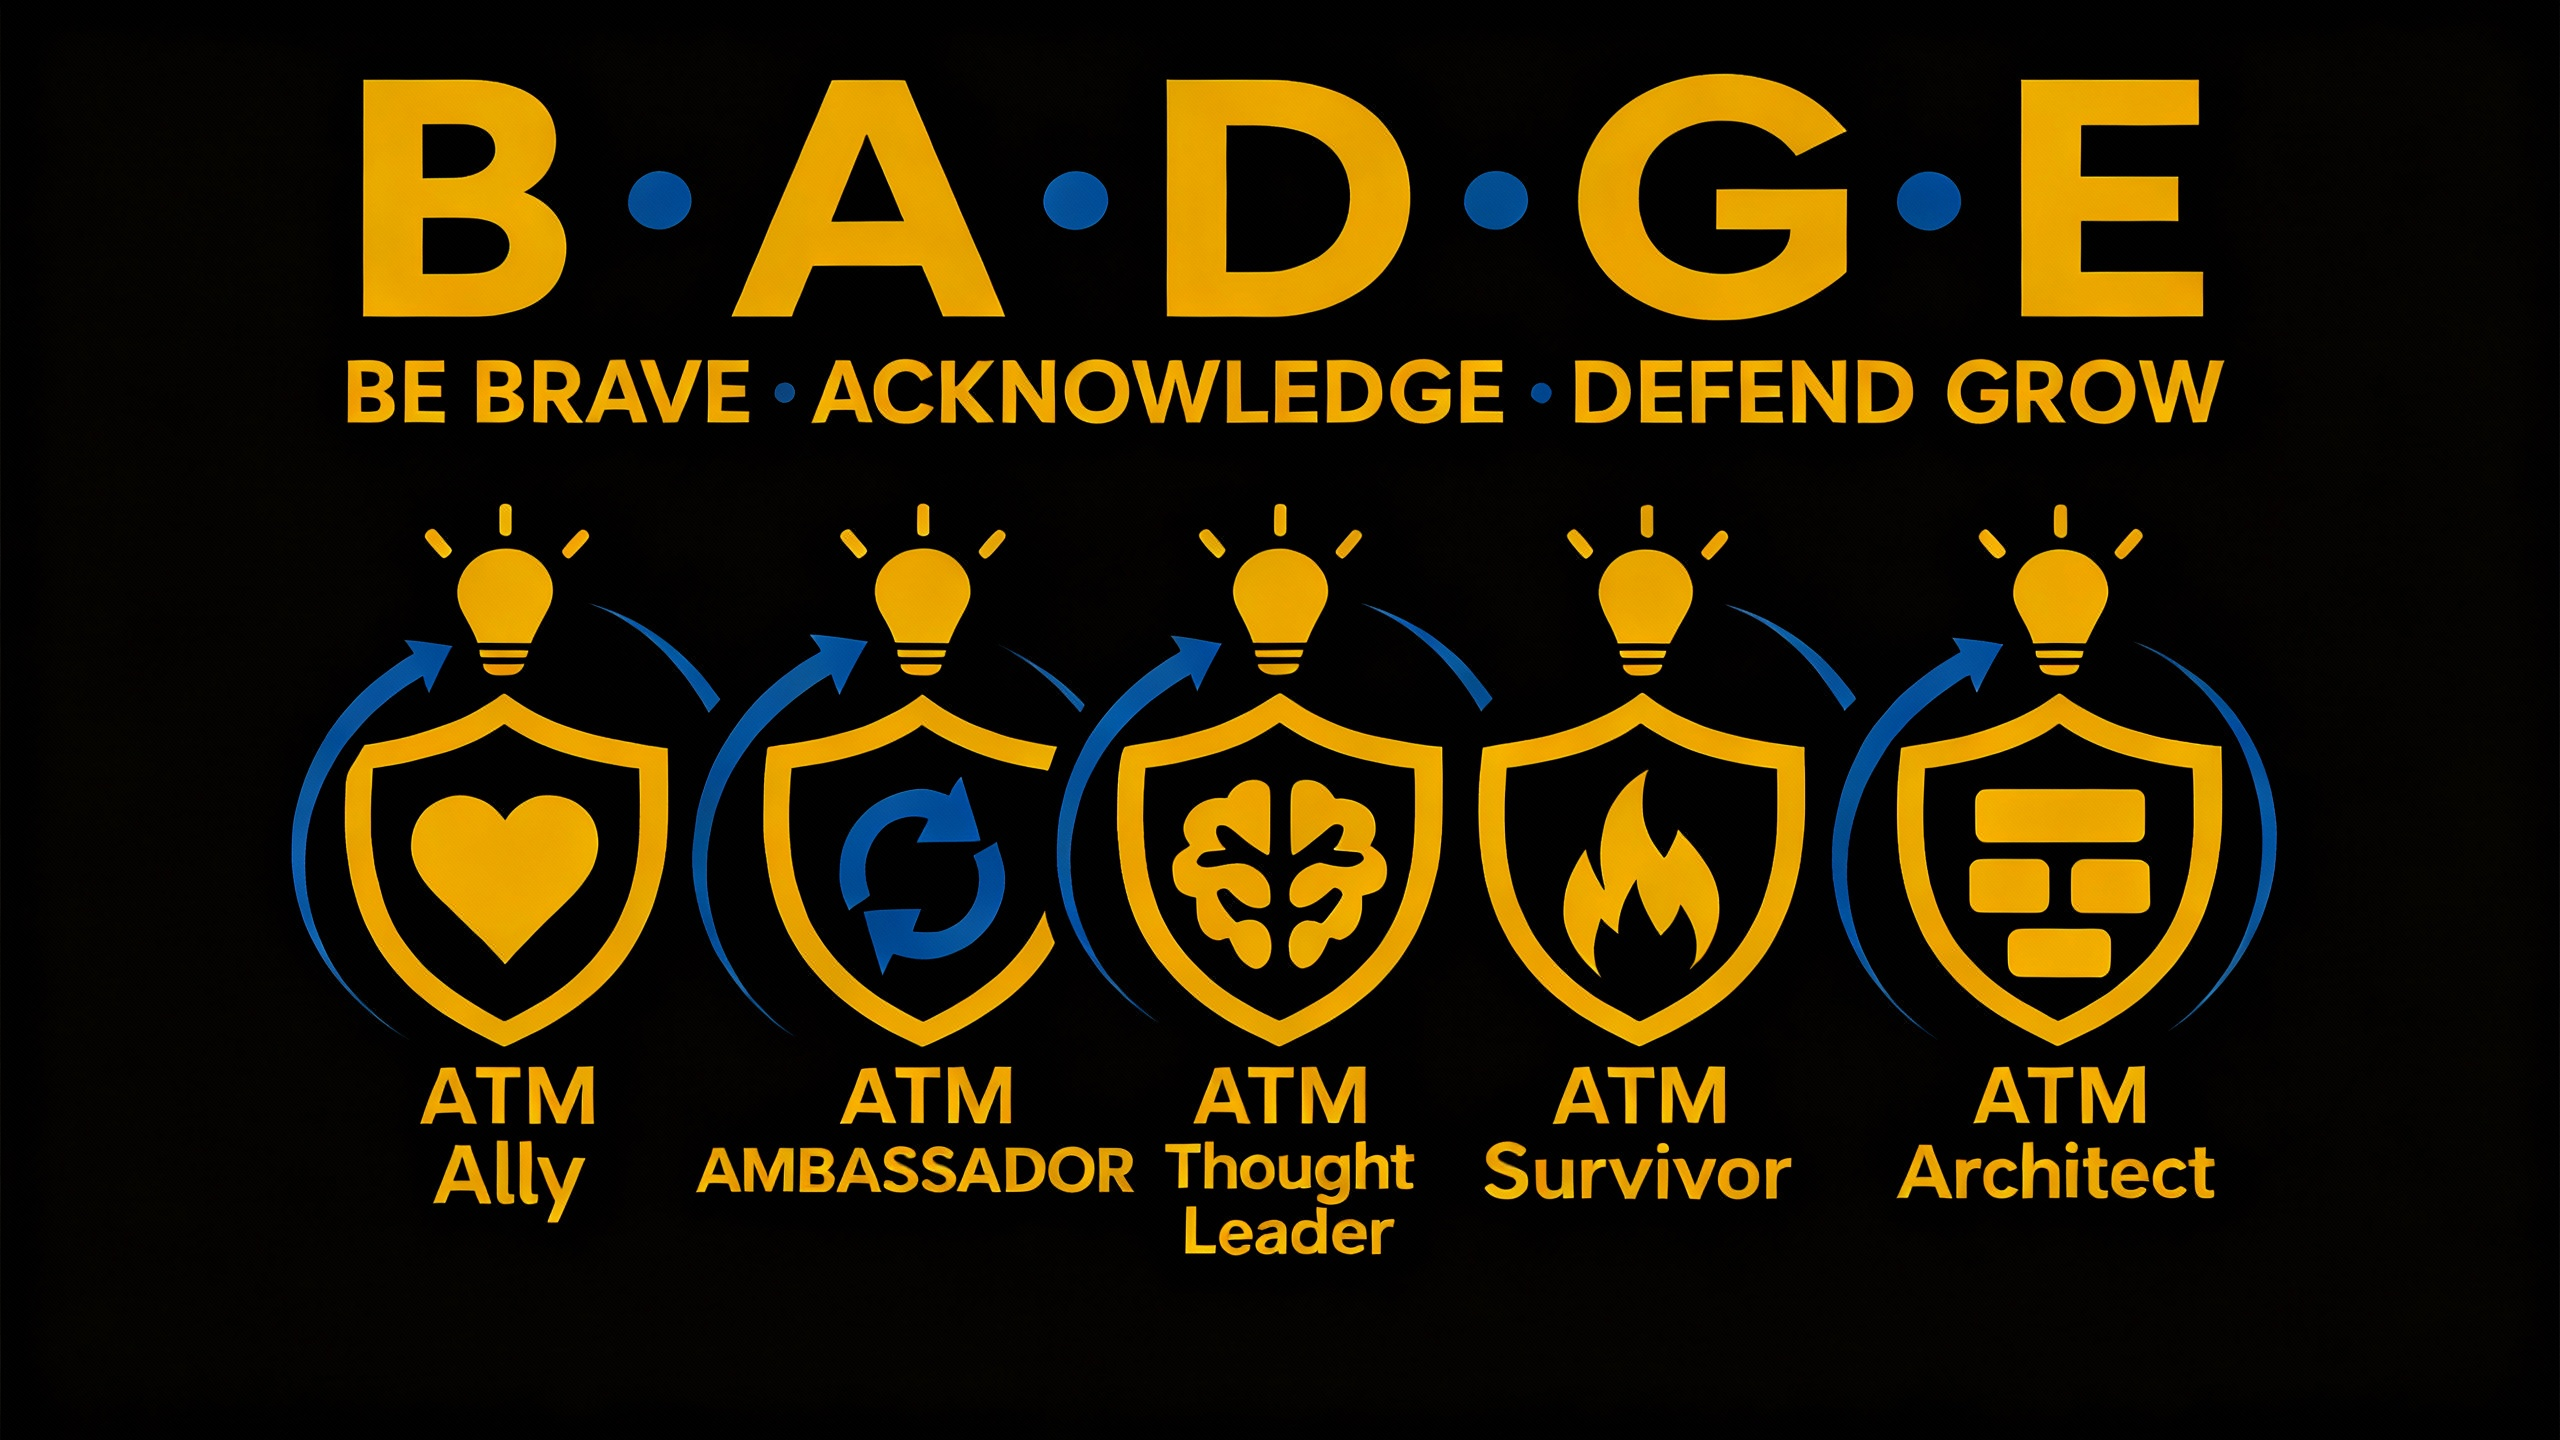 B•A•D•G•E
BE BRAVE • ACKNOWLEDGE • DEFEND GROW
ATM
Ally
ATM
AMBASSADOR
ATM
Thought
Leader
ATM
Survivor
ATM
Architect